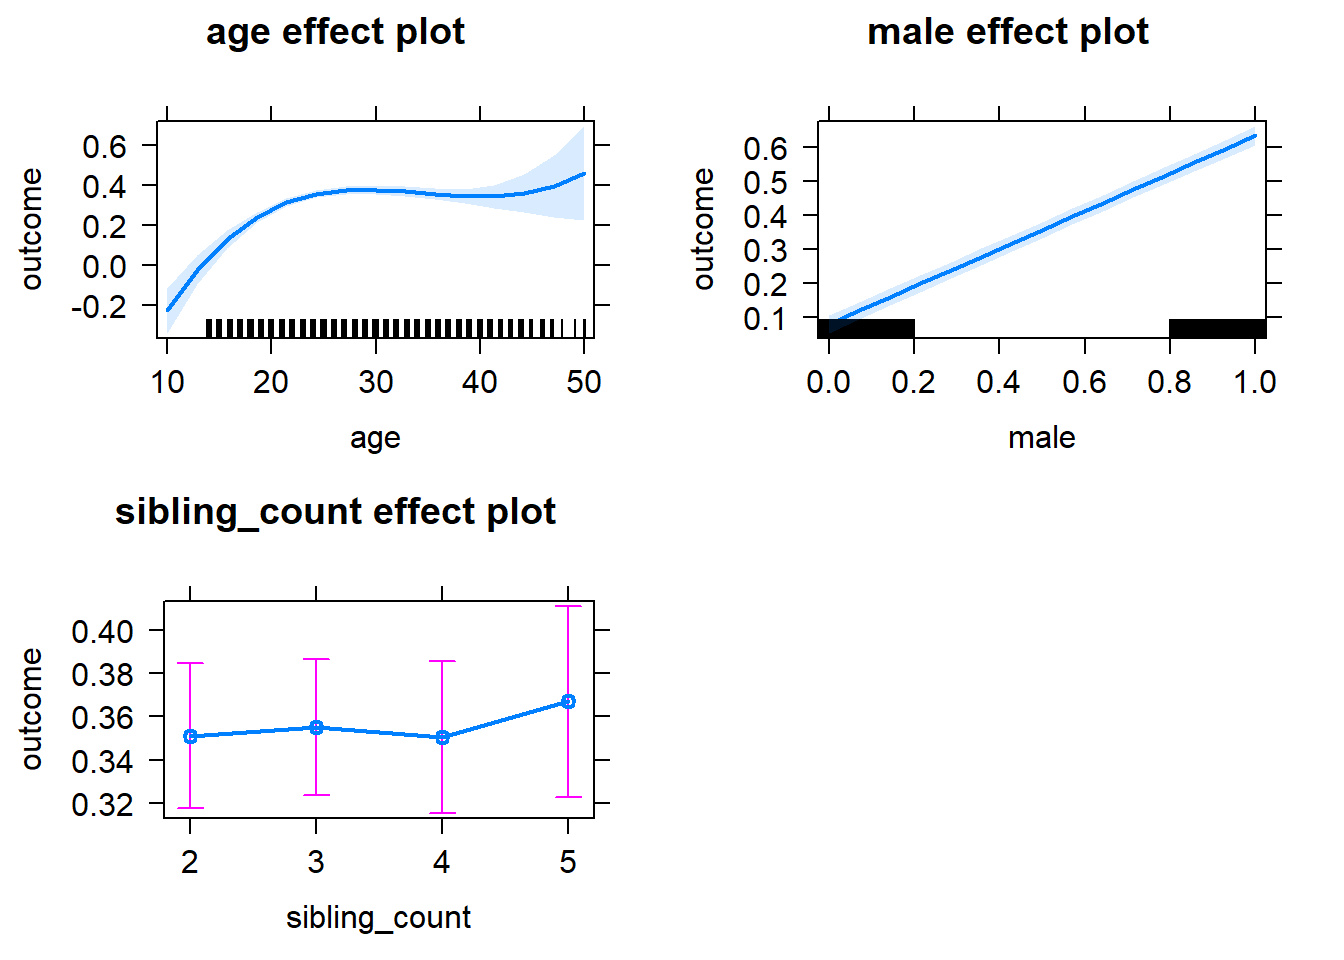 age effect plot
outcome
0.6
0.4
0.2
0.0
-0.2
10 20 30 40 50
age
male effect plot
outcome
0.6
0.5
0.4
0.3
0.2
0.1
0.0 0.2 0.4 0.6 0.8 1.0
male
sibling_count effect plot
outcome
0.40
0.38
0.36
0.34
0.32
2 3 4 5
sibling_count